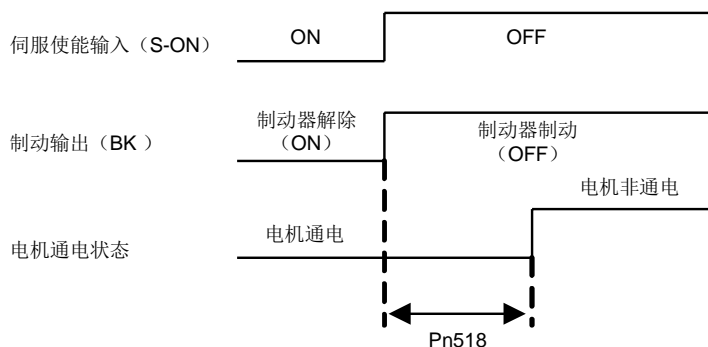 伺服使能输入（S-ON）
ON
OFF
制动输出（BK ）
制动器解除
（ON）
制动器制动
（OFF）
电机通电状态
电机通电
电机非通电
Pn518